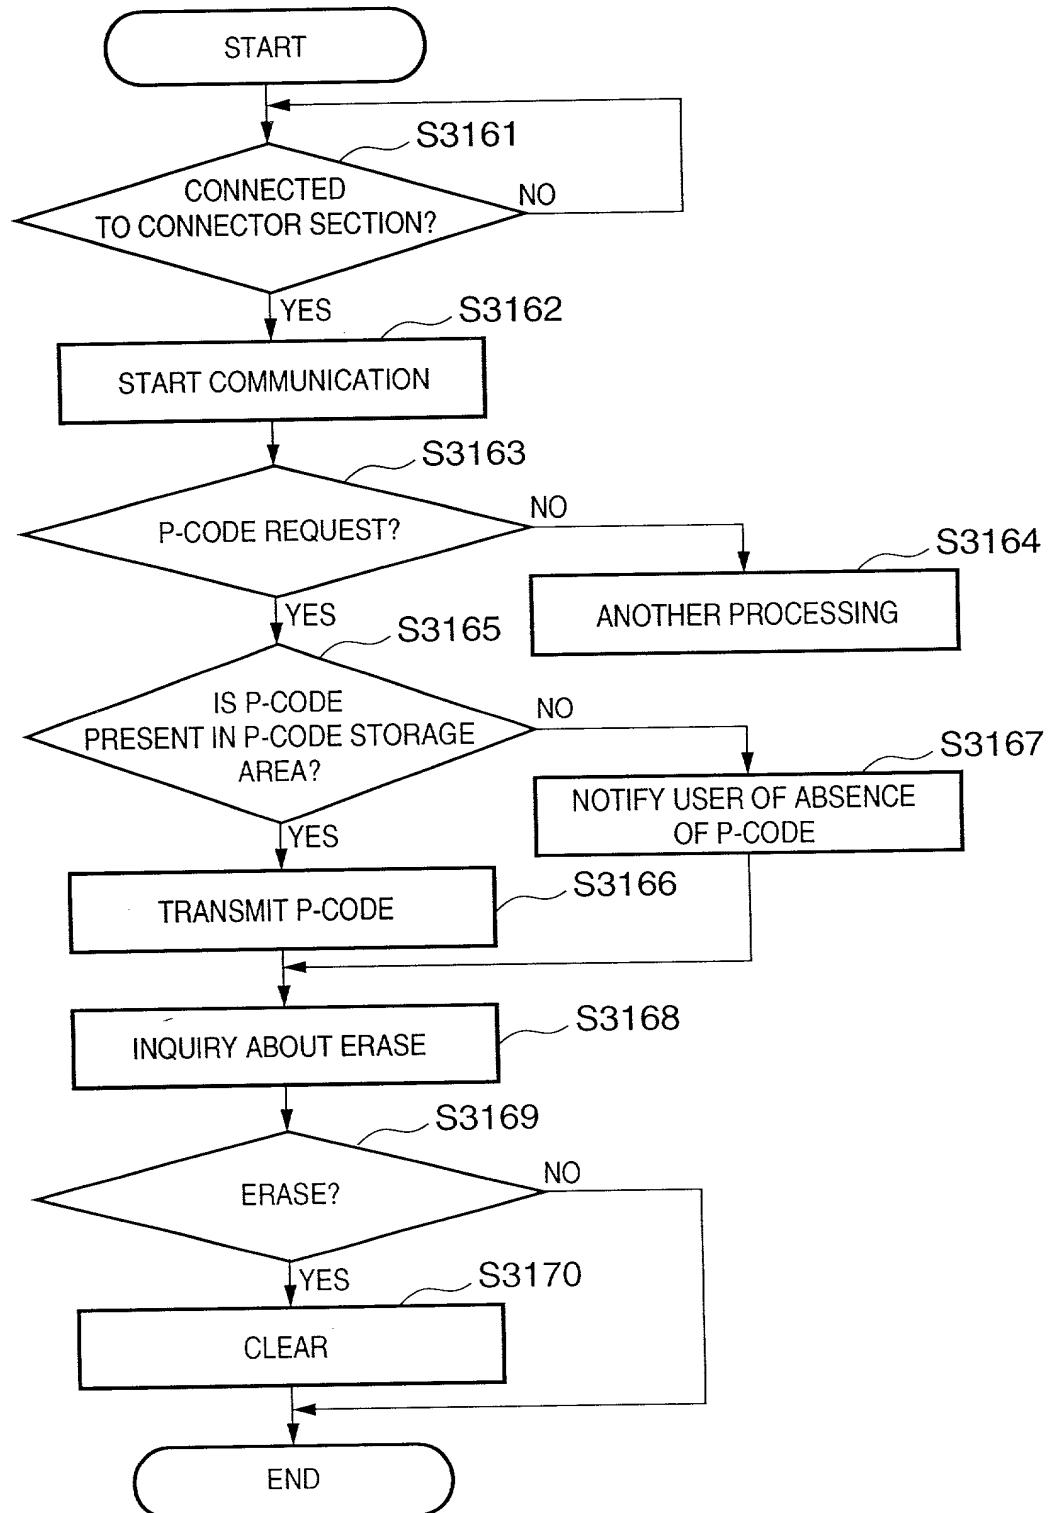 START
S3161
CONNECTED
TO CONNECTOR SECTION?
NO
YES
S3162
START COMMUNICATION
S3163
P-CODE REQUEST?
NO
S3164
ANOTHER PROCESSING
YES
S3165
IS P-CODE
PRESENT IN P-CODE STORAGE
AREA?
NO
S3167
NOTIFY USER OF ABSENCE
OF P-CODE
YES
S3166
TRANSMIT P-CODE
S3168
INQUIRY ABOUT ERASE
S3169
ERASE?
NO
YES
S3170
CLEAR
END